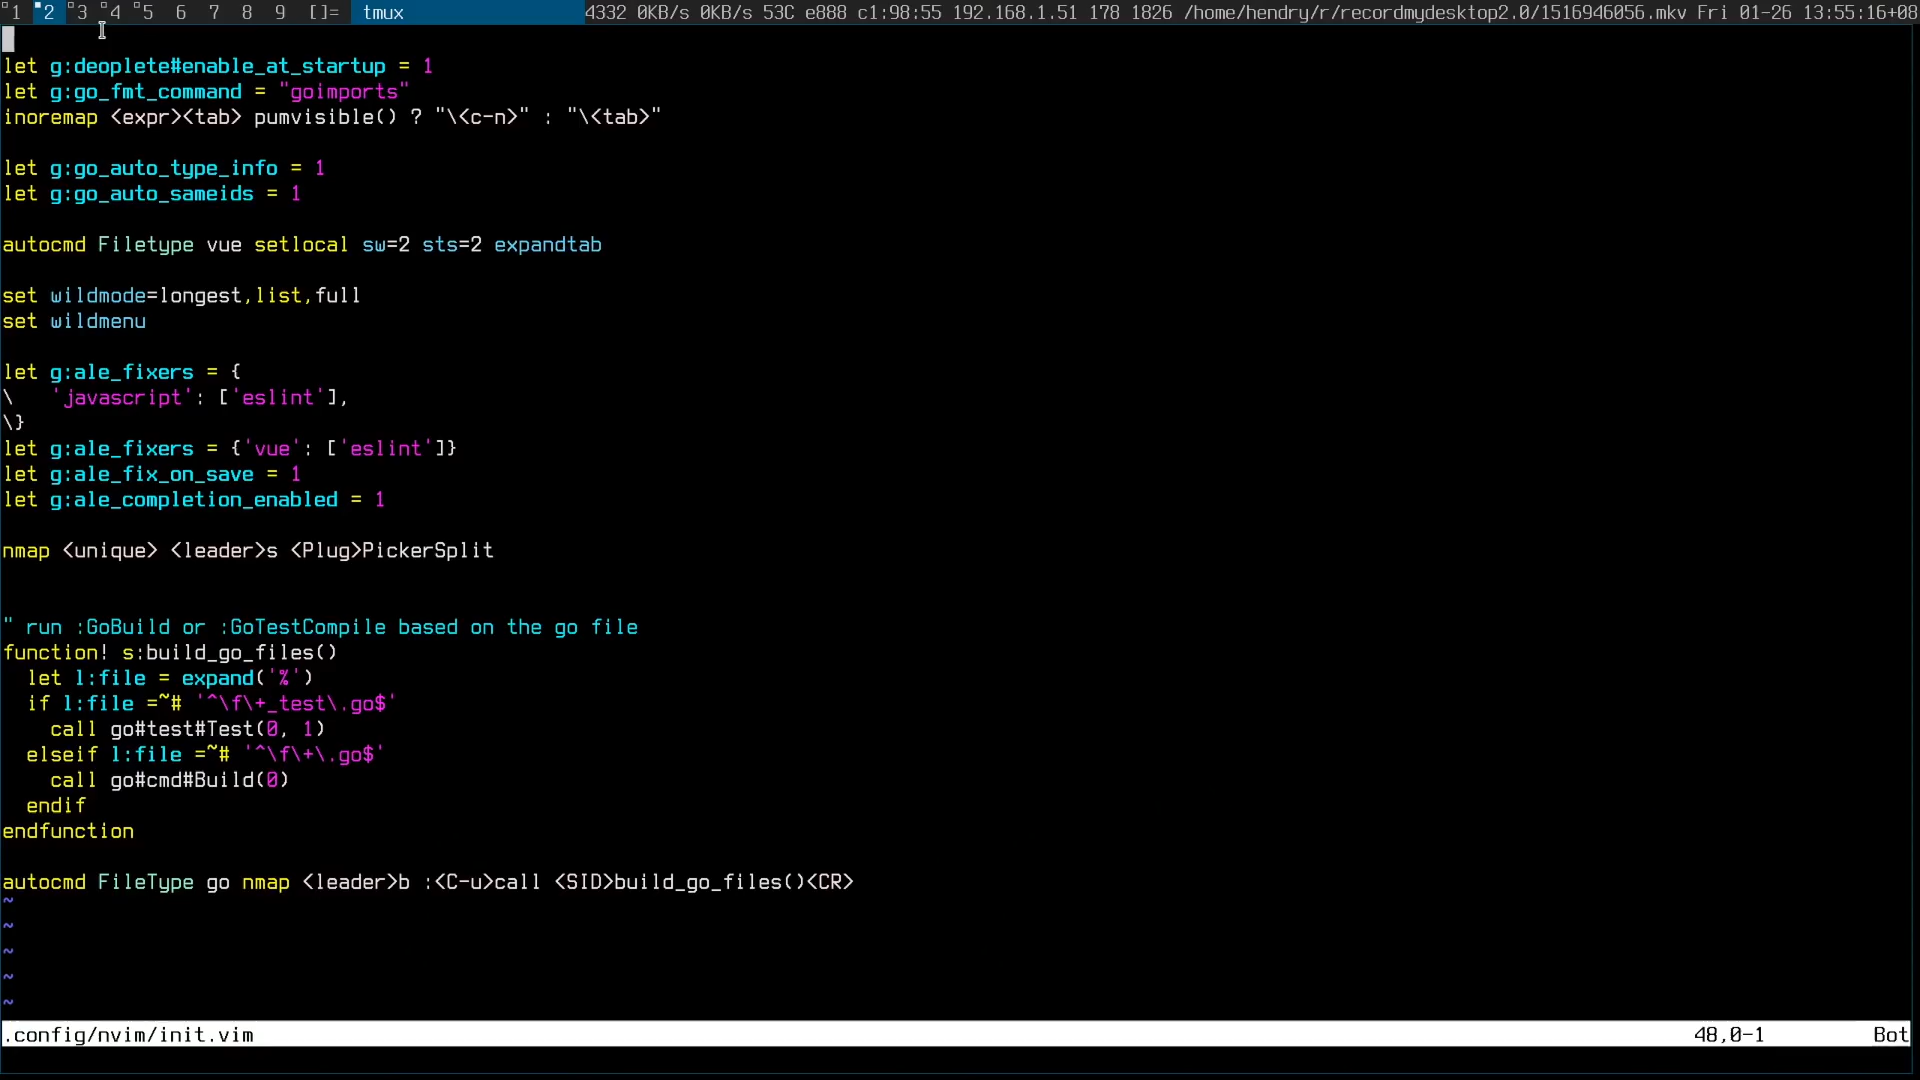 1 2 3 4 5 6 7 8 9 []= tmux 4332 0KB/s 0KB/s 53C e888 c1:98:55 192.168.1.51 178 1826 /home/hendry/r/recordmydesktop2.0/1516946056.mkv Fri 01-26 13:55:16+08
let g:deoplete#enable_at_startup = 1
let g:go_fmt_command = "goimports"
inoremap <expr><tab> pumvisible() ? "\<c-n>" : "\<tab>"
let g:go_auto_type_info = 1
let g:go_auto_sameids = 1
autocmd Filetype vue setlocal sw=2 sts=2 expandtab
set wildmode=longest,list,full
set wildmenu
let g:ale_fixers = {
\   'javascript': ['eslint'],
\}
let g:ale_fixers = {'vue': ['eslint']}
let g:ale_fix_on_save = 1
let g:ale_completion_enabled = 1
nmap <unique> <leader>s <Plug>PickerSplit
" run :GoBuild or :GoTestCompile based on the go file
function! s:build_go_files()
  let l:file = expand('%')
  if l:file =~# '^\f\+_test\.go$'
    call go#test#Test(0, 1)
  elseif l:file =~# '^\f\+\.go$'
    call go#cmd#Build(0)
  endif
endfunction
autocmd FileType go nmap <leader>b :<C-u>call <SID>build_go_files()<CR>
~
~
~
~
~
.config/nvim/init.vim 48,0-1 Bot